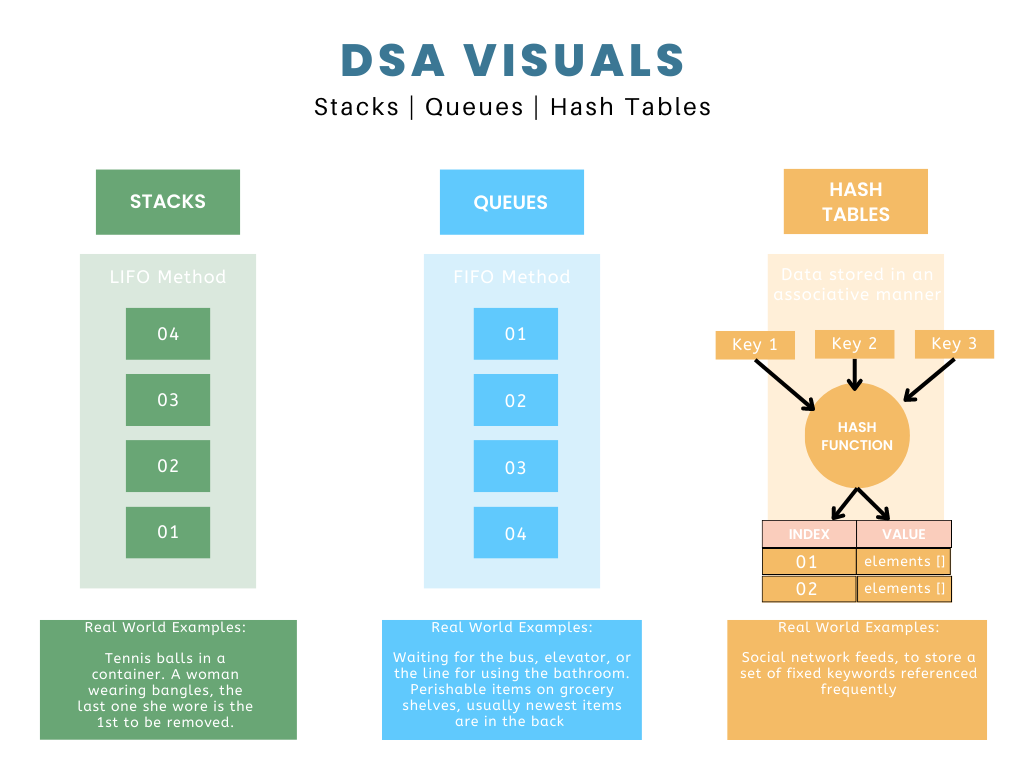 DSA VISUALS
Stacks | Queues | Hash Tables
STACKS
LIFO Method
04
03
02
01
Real World Examples:
Tennis balls in a
container. A woman
wearing bangles, the
last one she wore is the
1st to be removed.
QUEUES
FIFO Method
01
02
03
04
Real World Examples:
Waiting for the bus, elevator, or
the line for using the bathroom.
Perishable items on grocery
shelves, usually newest items
are in the back
HASH
TABLES
Data stored in an
associative manner
Key 1 Key 2 Key 3
HASH
FUNCTION
INDEX VALUE
01 elements []
02 elements []
Real World Examples:
Social network feeds, to store a
set of fixed keywords referenced
frequently